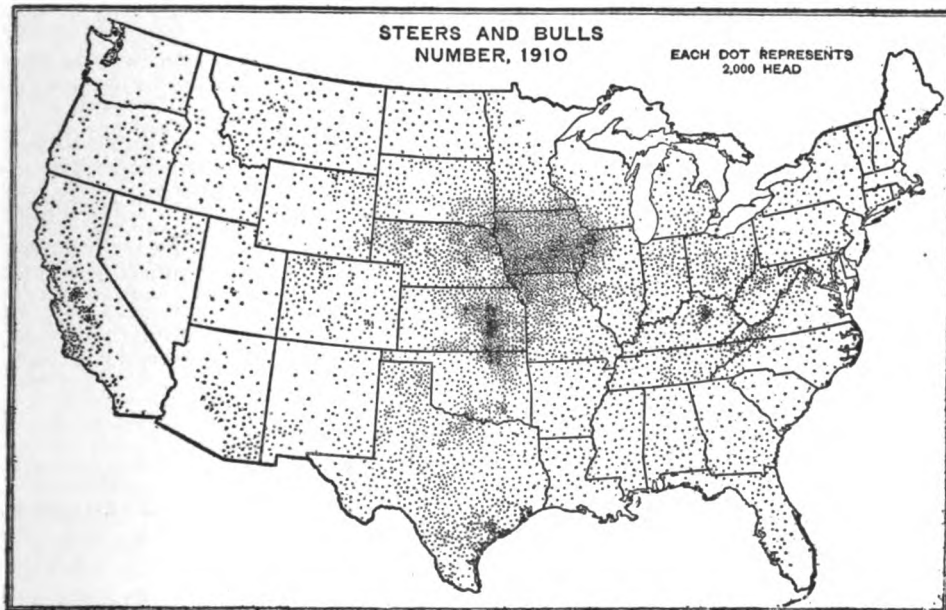 STEERS AND BULLS
NUMBER, 1910
EACH DOT REPRESENTS
2,000 HEAD